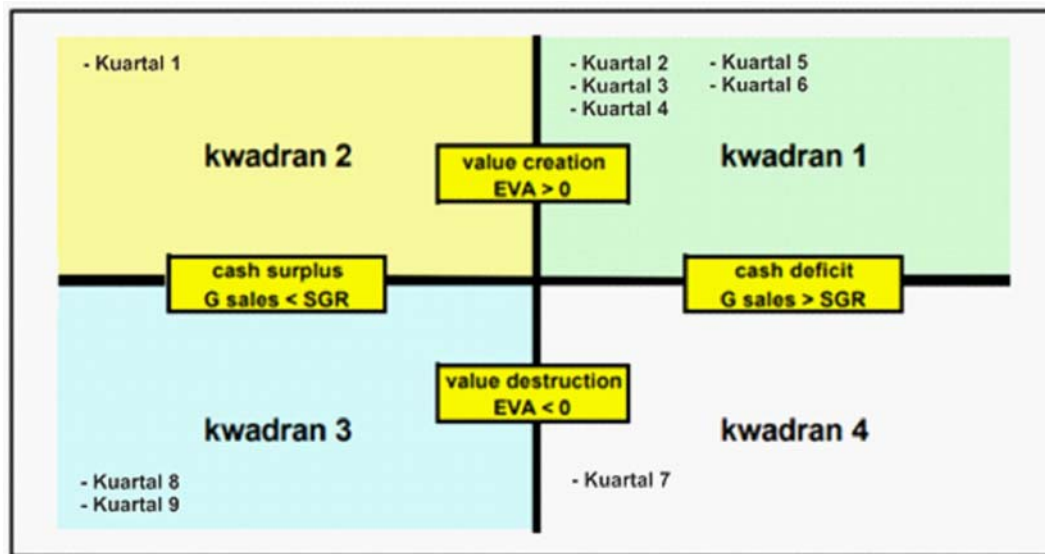 - Kuartal 1
kwadran 2
- Kuartal 2
- Kuartal 3
- Kuartal 4
- Kuartal 5
- Kuartal 6
kwadran 1
value creation
EVA > 0
cash surplus
G sales < SGR
cash deficit
G sales > SGR
value destruction
EVA < 0
kwadran 3
- Kuartal 8
- Kuartal 9
kwadran 4
- Kuartal 7